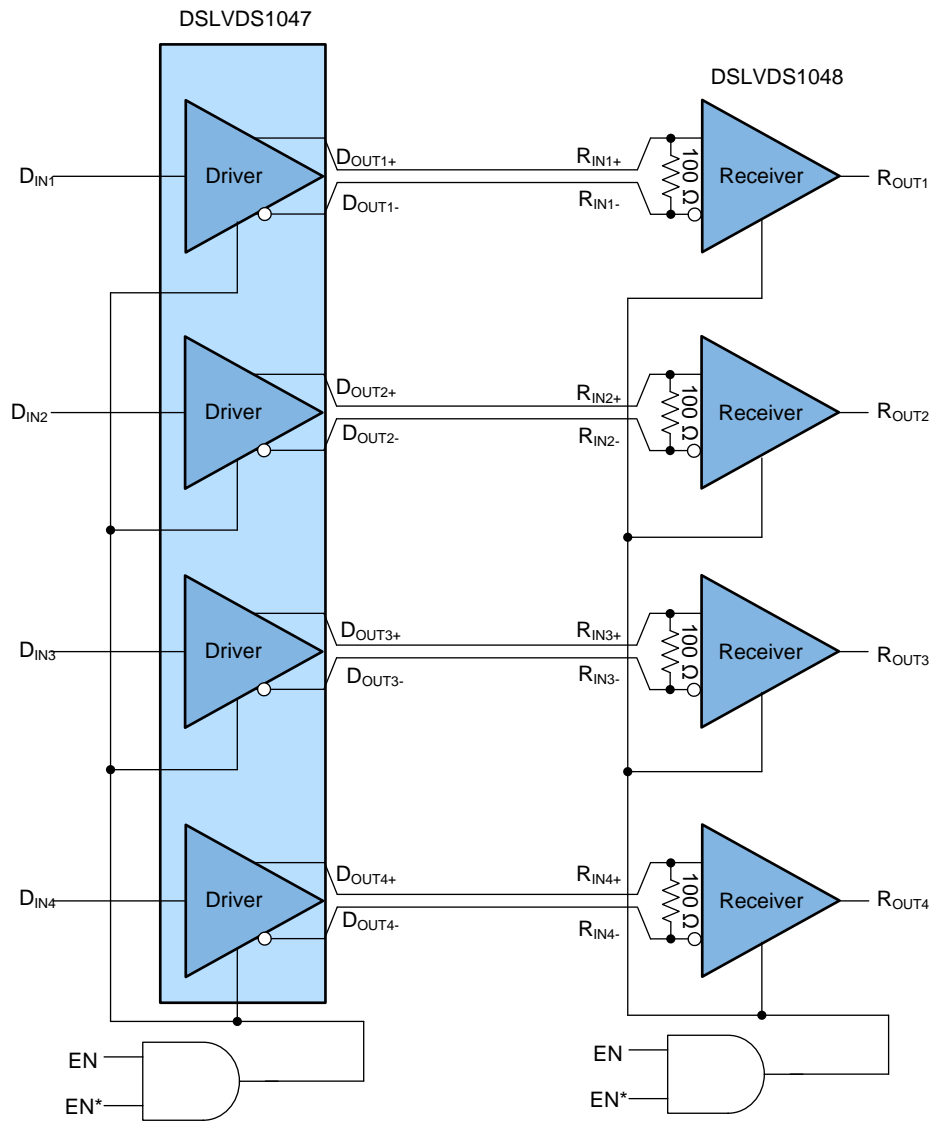 DSLVDS1047
DSLVDS1048
DIN1
Driver
DOUT1+
DOUT1-
RIN1+
RIN1-
100 Ω
Receiver
ROUT1
DIN2
Driver
DOUT2+
DOUT2-
RIN2+
RIN2-
100 Ω
Receiver
ROUT2
DIN3
Driver
DOUT3+
DOUT3-
RIN3+
RIN3-
100 Ω
Receiver
ROUT3
DIN4
Driver
DOUT4+
DOUT4-
RIN4+
RIN4-
100 Ω
Receiver
ROUT4
EN
EN*
EN
EN*